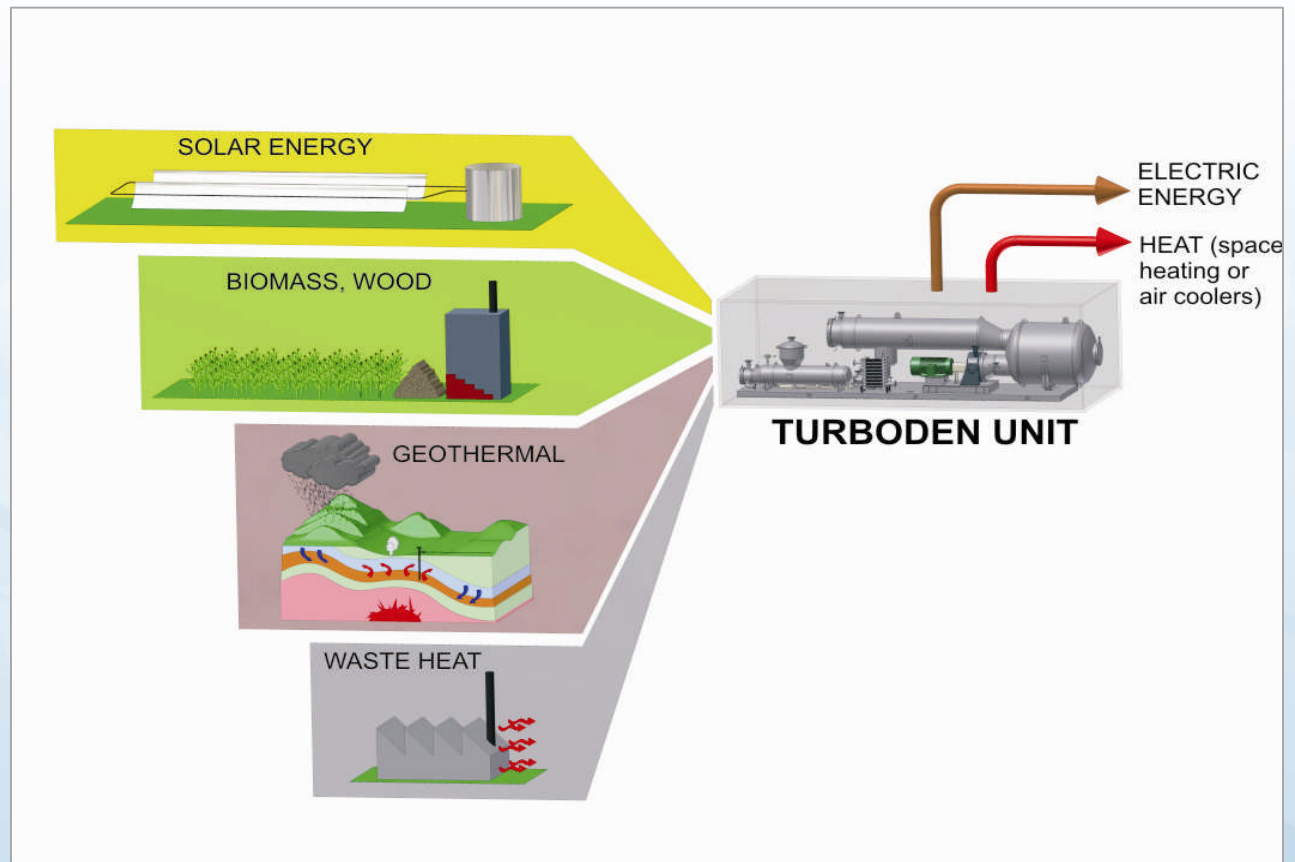 SOLAR ENERGY
BIOMASS, WOOD
GEOTHERMAL
WASTE HEAT
ELECTRIC
ENERGY
HEAT (space
heating or
air coolers)
TURBODEN UNIT